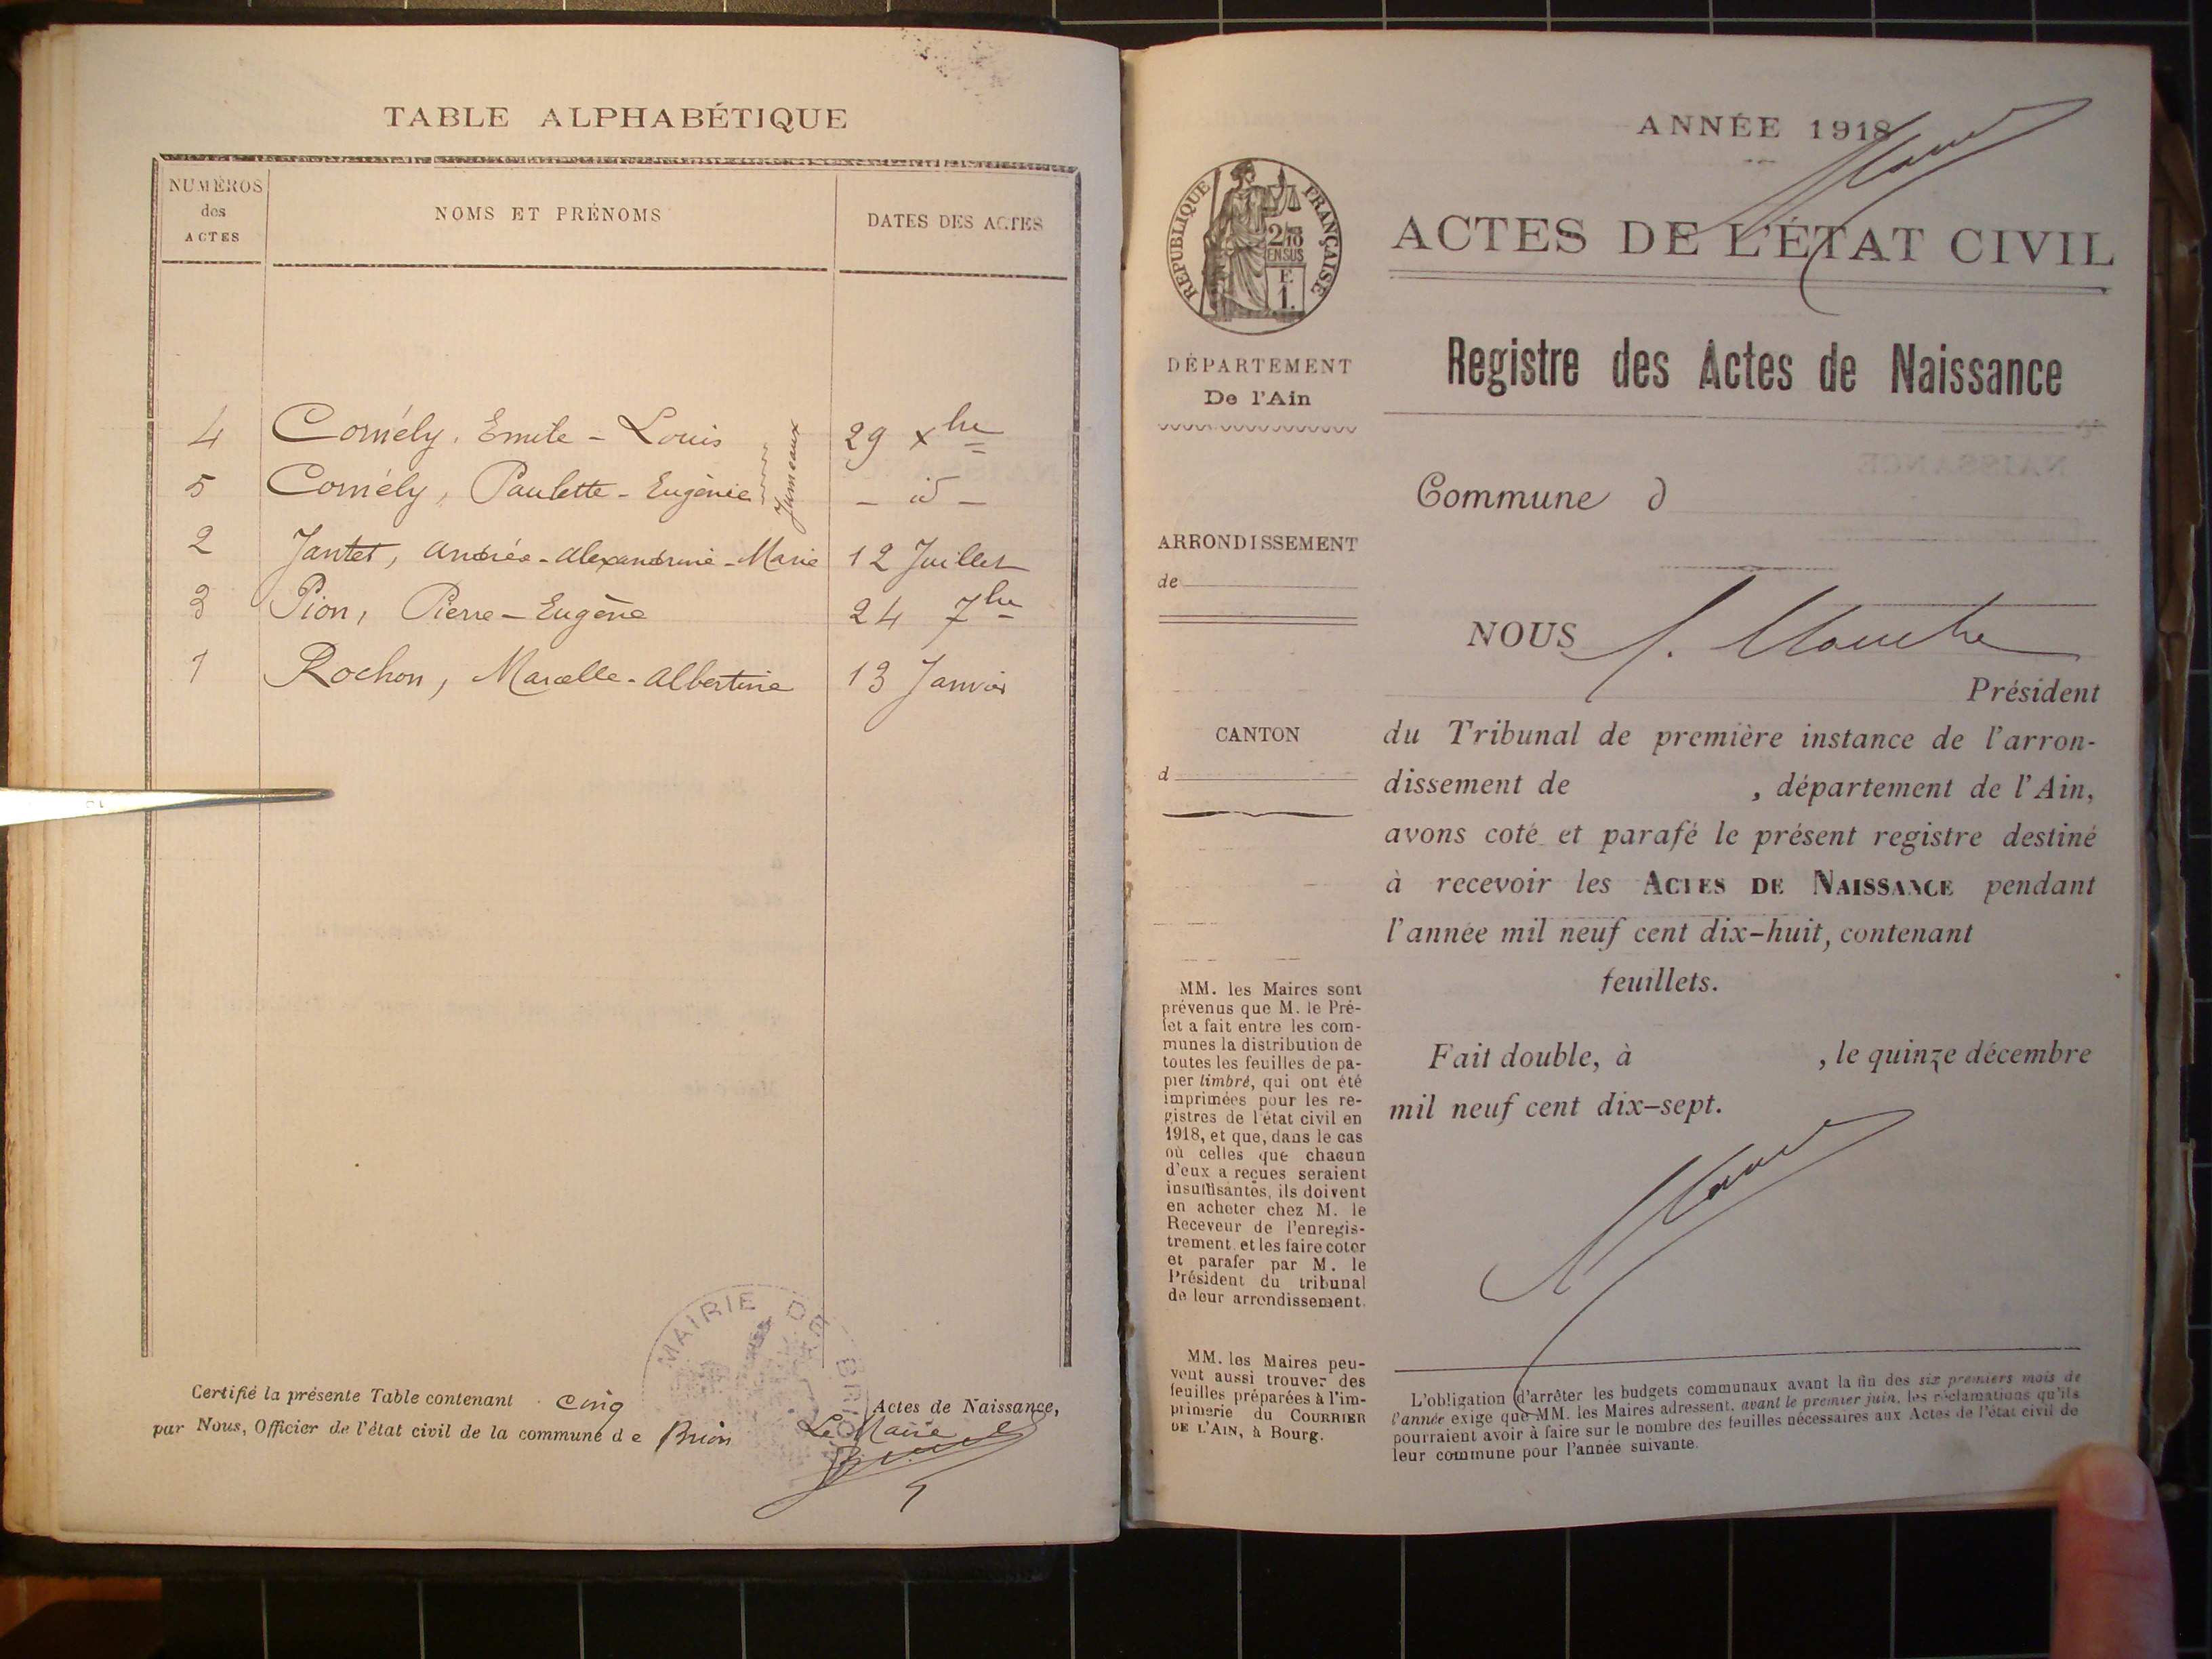 TABLE ALPHABÉTIQUE
NUMÉROS
des
ACTES
NOMS ET PRÉNOMS
DATES DES ACTES
4 Cornély, Emile - Louis 29 xbre
5 Cornély, Paulette - Eugènie - id -
Jumeaux
2 Jantet, Andrée - Alexandrine - Marie 12 Juillet
3 Pion, Pierre - Eugène 24 7bre
1 Rochon, Marcelle - Albertine 13 Janvier
Certifié la présente Table contenant cinq Actes de Naissance,
par Nous, Officier de l'état civil de la commune de Brion
Le Maire
MAIRIE DE BRION
ANNÉE 1918
RÉPUBLIQUE FRANÇAISE
2/10
EN SUS
F.
1.
ACTES DE L'ÉTAT CIVIL
DÉPARTEMENT
De l'Ain
Registre des Actes de Naissance
Commune d
ARRONDISSEMENT
de
NOUS
Président
CANTON
d
du Tribunal de première instance de l'arron-
dissement de , département de l'Ain,
avons coté et parafé le présent registre destiné
à recevoir les ACTES DE NAISSANCE pendant
l'année mil neuf cent dix-huit, contenant
feuillets.
Fait double, à , le quinze décembre
mil neuf cent dix-sept.
MM. les Maires sont
prévenus que M. le Pré-
fet a fait entre les com-
munes la distribution de
toutes les feuilles de pa-
pier timbré, qui ont été
imprimées pour les re-
gistres de l'état civil en
1918, et que, dans le cas
où celles que chacun
d'eux a reçues seraient
insuffisantes, ils doivent
en acheter chez M. le
Receveur de l'enregis-
trement, et les faire coter
et parafer par M. le
Président du tribunal
de leur arrondissement.
MM. les Maires peu-
vent aussi trouver des
feuilles préparées à l'im-
primerie du COURRIER
DE L'AIN, à Bourg.
L'obligation d'arrêter les budgets communaux avant la fin des six premiers mois de
l'année exige que MM. les Maires adressent, avant le premier juin, les réclamations qu'ils
pourraient avoir à faire sur le nombre des feuilles nécessaires aux Actes de l'état civil de
leur commune pour l'année suivante.